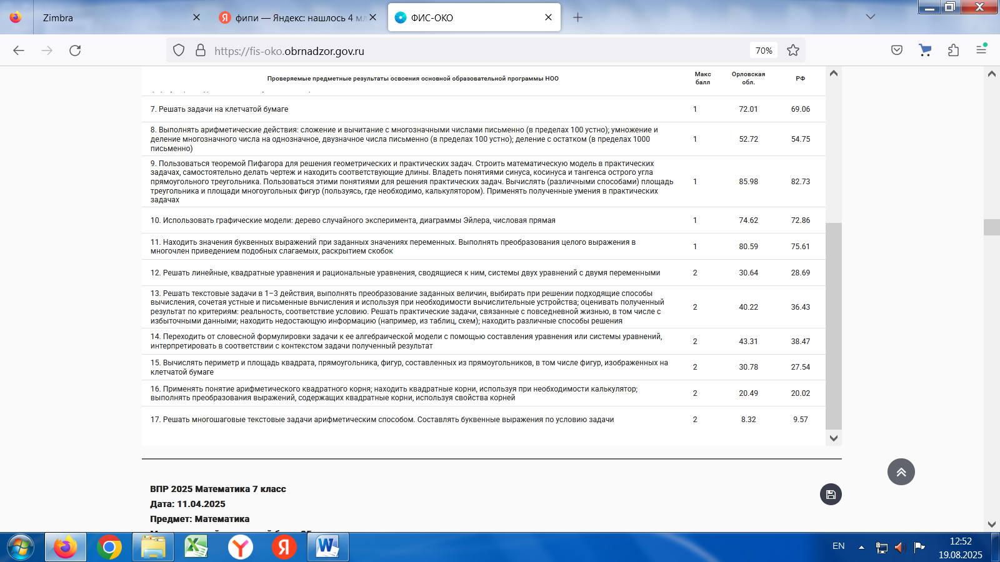 Zimbra
фипи — Яндекс: нашлось 4 мл
ФИС-ОКО
https://fis-oko.obrnadzor.gov.ru
70%
Проверяемые предметные результаты освоения основной образовательной программы НОО
Макс балл
Орловская обл.
РФ
7. Решать задачи на клетчатой бумаге
1
72.01
69.06
8. Выполнять арифметические действия: сложение и вычитание с многозначными числами письменно (в пределах 100 устно); умножение и
деление многозначного числа на однозначное, двузначное числа письменно (в пределах 100 устно); деление с остатком (в пределах 1000
письменно)
1
52.72
54.75
9. Пользоваться теоремой Пифагора для решения геометрических и практических задач. Строить математическую модель в практических
задачах, самостоятельно делать чертеж и находить соответствующие длины. Владеть понятиями синуса, косинуса и тангенса острого угла
прямоугольного треугольника. Пользоваться этими понятиями для решения практических задач. Вычислять (различными способами) площадь
треугольника и площади многоугольных фигур (пользуясь, где необходимо, калькулятором). Применять полученные умения в практических
задачах
1
85.98
82.73
10. Использовать графические модели: дерево случайного эксперимента, диаграммы Эйлера, числовая прямая
1
74.62
72.86
11. Находить значения буквенных выражений при заданных значениях переменных. Выполнять преобразования целого выражения в
многочлен приведением подобных слагаемых, раскрытием скобок
1
80.59
75.61
12. Решать линейные, квадратные уравнения и рациональные уравнения, сводящиеся к ним, системы двух уравнений с двумя переменными
2
30.64
28.69
13. Решать текстовые задачи в 1–3 действия, выполнять преобразование заданных величин, выбирать при решении подходящие способы
вычисления, сочетая устные и письменные вычисления и используя при необходимости вычислительные устройства; оценивать полученный
результат по критериям: реальность, соответствие условию. Решать практические задачи, связанные с повседневной жизнью, в том числе с
избыточными данными; находить недостающую информацию (например, из таблиц, схем); находить различные способы решения
2
40.22
36.43
14. Переходить от словесной формулировки задачи к ее алгебраической модели с помощью составления уравнения или системы уравнений,
интерпретировать в соответствии с контекстом задачи полученный результат
2
43.31
38.47
15. Вычислять периметр и площадь квадрата, прямоугольника, фигур, составленных из прямоугольников, в том числе фигур, изображенных на
клетчатой бумаге
2
30.78
27.54
16. Применять понятие арифметического квадратного корня; находить квадратные корни, используя при необходимости калькулятор;
выполнять преобразования выражений, содержащих квадратные корни, используя свойства корней
2
20.49
20.02
17. Решать многошаговые текстовые задачи арифметическим способом. Составлять буквенные выражения по условию задачи
2
8.32
9.57
ВПР 2025 Математика 7 класс
Дата: 11.04.2025
Предмет: Математика
EN
12:52
19.08.2025